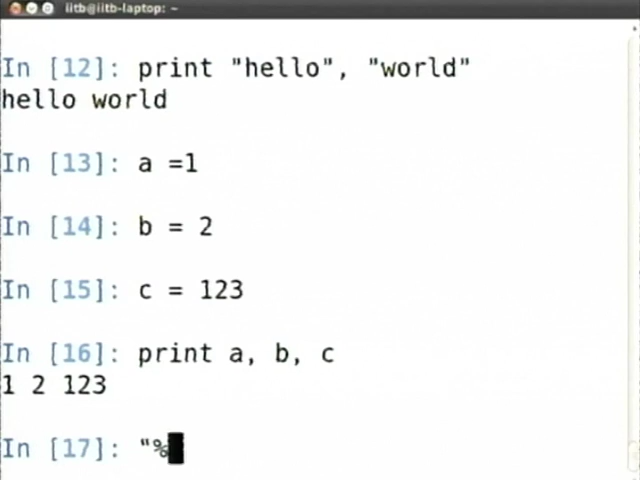 iitb@iitb-laptop: ~
In [12]: print "hello", "world"
hello world
In [13]: a =1
In [14]: b = 2
In [15]: c = 123
In [16]: print a, b, c
1 2 123
In [17]: "%